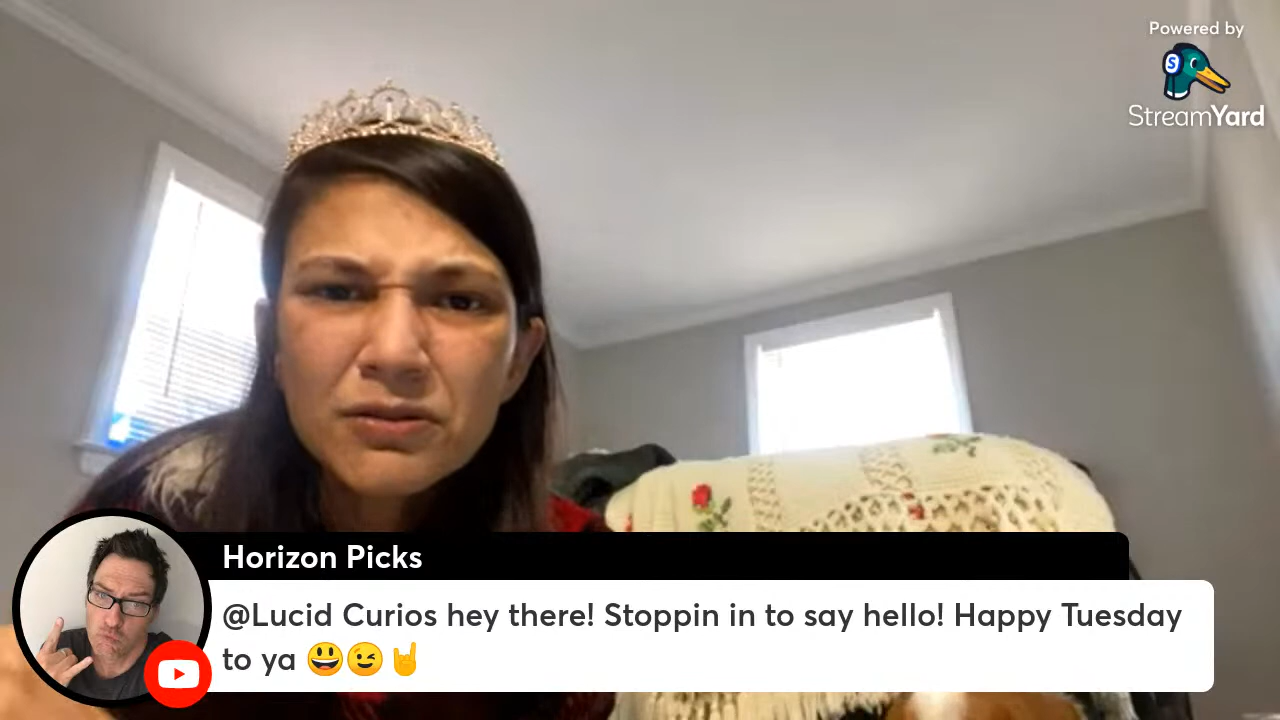 Powered by
S
StreamYard
Horizon Picks
@Lucid Curios hey there! Stoppin in to say hello! Happy Tuesday
to ya 😃😉🤘